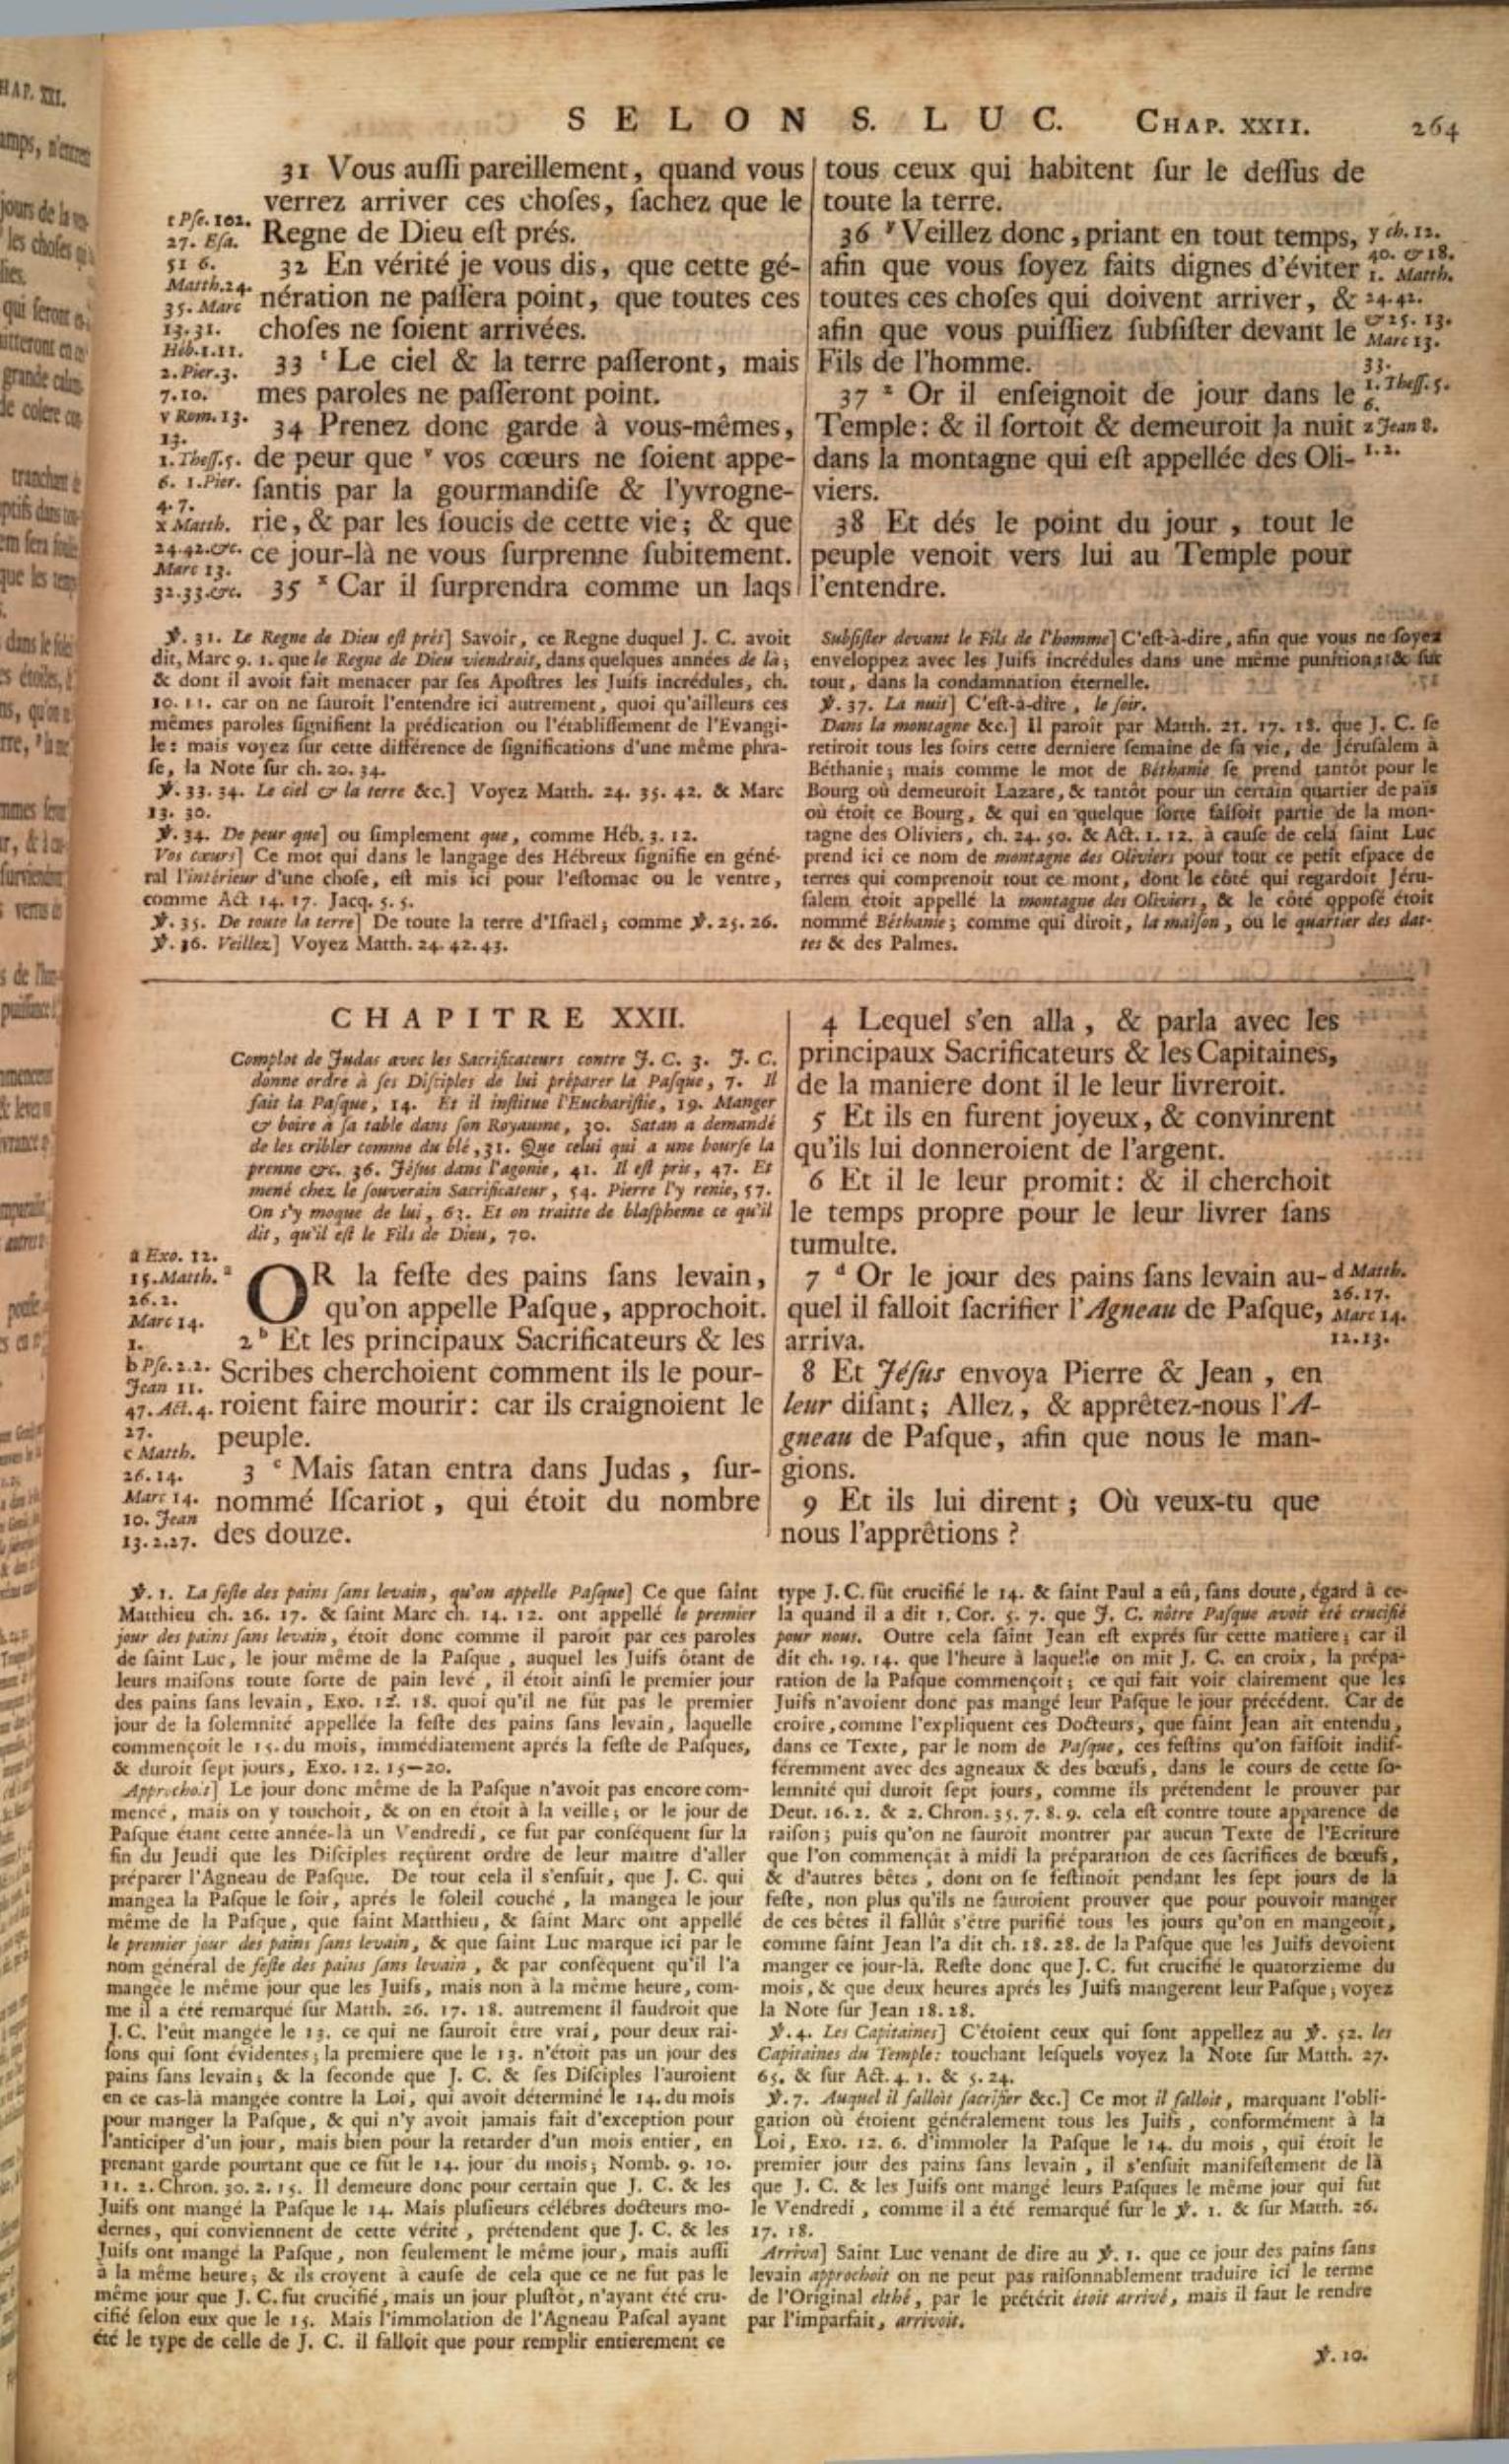 SELON S. LUC. CHAP. XXII. 264
31 Vous auſſi pareillement, quand vous
verrez arriver ces choſes, ſachez que le
Regne de Dieu eſt prés.
32 En vérité je vous dis, que cette gé-
nération ne paſſera point, que toutes ces
choſes ne ſoient arrivées.
33 ᵗ Le ciel & la terre paſſeront, mais
mes paroles ne paſſeront point.
34 Prenez donc garde à vous-mêmes,
de peur que ᵛ vos cœurs ne ſoient appe-
ſantis par la gourmandiſe & l'yvrogne-
rie, & par les ſoucis de cette vie; & que
ce jour-là ne vous ſurprenne ſubitement.
35 ˣ Car il ſurprendra comme un laqs
t Pſe. 102.
27. Eſa.
51 6.
Matth.24.
35. Marc
13.31.
Héb.1.11.
2.Pier.3.
7.10.
v Rom. 13.
13.
1.Theſſ.5.
6. 1.Pier.
4.7.
x Matth.
24.42.&c.
Marc 13.
32.33.&c.
tous ceux qui habitent ſur le deſſus de
toute la terre.
36 ʸ Veillez donc, priant en tout temps,
afin que vous ſoyez faits dignes d'éviter
toutes ces choſes qui doivent arriver, &
afin que vous puiſſiez ſubſiſter devant le
Fils de l'homme.
37 ᶻ Or il enſeignoit de jour dans le
Temple: & il ſortoit & demeuroit la nuit
dans la montagne qui eſt appellée des Oli-
viers.
38 Et dés le point du jour, tout le
peuple venoit vers lui au Temple pour
l'entendre.
y ch. 12.
40. & 18.
1. Matth.
24.42.
& 25. 13.
Marc 13.
33.
1. Theſſ.5.
6.
z Jean 8.
1.2.
℣. 31. Le Regne de Dieu eſt prés] Savoir, ce Regne duquel J. C. avoit
dit, Marc 9. 1. que le Regne de Dieu viendroit, dans quelques années de là;
& dont il avoit fait menacer par ſes Apoſtres les Juifs incrédules, ch.
10. 11. car on ne ſauroit l'entendre ici autrement, quoi qu'ailleurs ces
mêmes paroles ſignifient la prédication ou l'établiſſement de l'Evangi-
le: mais voyez ſur cette différence de ſignifications d'une même phra-
ſe, la Note ſur ch. 20. 34.
℣. 33. 34. Le ciel & la terre &c.] Voyez Matth. 24. 35. 42. & Marc
13. 30.
℣. 34. De peur que] ou ſimplement que, comme Héb. 3. 12.
Vos cœurs] Ce mot qui dans le langage des Hébreux ſignifie en géné-
ral l'intérieur d'une choſe, eſt mis ici pour l'eſtomac ou le ventre,
comme Act 14. 17. Jacq. 5. 5.
℣. 35. De toute la terre] De toute la terre d'Iſraël; comme ℣. 25. 26.
℣. 36. Veillez] Voyez Matth. 24. 42. 43.
Subſiſter devant le Fils de l'homme] C'eſt-à-dire, afin que vous ne ſoyez
enveloppez avec les Juifs incrédules dans une même punition; & ſur
tout, dans la condamnation éternelle.
℣. 37. La nuit] C'eſt-à-dire, le ſoir.
Dans la montagne &c.] Il paroit par Matth. 21. 17. 18. que J. C. ſe
retiroit tous les ſoirs cette derniere ſemaine de ſa vie, de Jéruſalem à
Béthanie; mais comme le mot de Béthanie ſe prend tantôt pour le
Bourg où demeuroit Lazare, & tantôt pour un certain quartier de païs
où étoit ce Bourg, & qui en quelque ſorte faiſoit partie de la mon-
tagne des Oliviers, ch. 24. 50. & Act. 1. 12. à cauſe de celà ſaint Luc
prend ici ce nom de montagne des Oliviers pour tout ce petit eſpace de
terres qui comprenoit tout ce mont, dont le côté qui regardoit Jéru-
ſalem étoit appellé la montagne des Oliviers, & le côté oppoſé étoit
nommé Béthanie; comme qui diroit, la maiſon, ou le quartier des dat-
tes & des Palmes.
CHAPITRE XXII.
Complot de Judas avec les Sacrificateurs contre J. C. 3. J. C.
donne ordre à ſes Diſciples de lui préparer la Paſque, 7. Il
fait la Paſque, 14. Et il inſtitue l'Euchariſtie, 19. Manger
& boire à ſa table dans ſon Royaume, 30. Satan a demandé
de les cribler comme du blé, 31. Que celui qui a une bourſe la
prenne &c. 36. Jéſus dans l'agonie, 41. Il eſt pris, 47. Et
mené chez le ſouverain Sacrificateur, 54. Pierre l'y renie, 57.
On s'y moque de lui, 63. Et on traitte de blaſpheme ce qu'il
dit, qu'il eſt le Fils de Dieu, 70.
ᵃ OR la feſte des pains ſans levain,
qu'on appelle Paſque, approchoit.
2 ᵇ Et les principaux Sacrificateurs & les
Scribes cherchoient comment ils le pour-
roient faire mourir: car ils craignoient le
peuple.
3 ᶜ Mais ſatan entra dans Judas, ſur-
nommé Iſcariot, qui étoit du nombre
des douze.
a Exo. 12.
15.Matth.
26.2.
Marc 14.
1.
b Pſe.2.2.
Jean 11.
47.Act.4.
27.
c Matth.
26.14.
Marc 14.
10. Jean
13.2.27.
4 Lequel s'en alla, & parla avec les
principaux Sacrificateurs & les Capitaines,
de la maniere dont il le leur livreroit.
5 Et ils en furent joyeux, & convinrent
qu'ils lui donneroient de l'argent.
6 Et il le leur promit: & il cherchoit
le temps propre pour le leur livrer ſans
tumulte.
7 ᵈ Or le jour des pains ſans levain au-
quel il falloit ſacrifier l'Agneau de Paſque,
arriva.
8 Et Jéſus envoya Pierre & Jean, en
leur diſant; Allez, & apprêtez-nous l'A-
gneau de Paſque, afin que nous le man-
gions.
9 Et ils lui dirent; Où veux-tu que
nous l'apprêtions?
d Matth.
26.17.
Marc 14.
12.13.
℣. 1. La feſte des pains ſans levain, qu'on appelle Paſque] Ce que ſaint
Matthieu ch. 26. 17. & ſaint Marc ch. 14. 12. ont appellé le premier
jour des pains ſans levain, étoit donc comme il paroit par ces paroles
de ſaint Luc, le jour même de la Paſque, auquel les Juifs ôtant de
leurs maiſons toute ſorte de pain levé, il étoit ainſi le premier jour
des pains ſans levain, Exo. 12. 18. quoi qu'il ne fût pas le premier
jour de la ſolemnité appellée la feſte des pains ſans levain, laquelle
commençoit le 15. du mois, immédiatement aprés la feſte de Paſques,
& duroit ſept jours, Exo. 12. 15—20.
Approchoit] Le jour donc même de la Paſque n'avoit pas encore com-
mencé, mais on y touchoit, & on en étoit à la veille; or le jour de
Paſque étant cette année-là un Vendredi, ce fut par conſéquent ſur la
fin du Jeudi que les Diſciples reçûrent ordre de leur maitre d'aller
préparer l'Agneau de Paſque. De tout cela il s'enſuit, que J. C. qui
mangea la Paſque le ſoir, aprés le ſoleil couché, la mangea le jour
même de la Paſque, que ſaint Matthieu, & ſaint Marc ont appellé
le premier jour des pains ſans levain, & que ſaint Luc marque ici par le
nom général de feſte des pains ſans levain, & par conſéquent qu'il l'a
mangée le même jour que les Juifs, mais non à la même heure, com-
me il a été remarqué ſur Matth. 26. 17. 18. autrement il faudroit que
J. C. l'eût mangée le 13. ce qui ne ſauroit être vrai, pour deux rai-
ſons qui ſont évidentes; la premiere que le 13. n'étoit pas un jour des
pains ſans levain; & la ſeconde que J. C. & ſes Diſciples l'auroient
en ce cas-là mangée contre la Loi, qui avoit déterminé le 14. du mois
pour manger la Paſque, & qui n'y avoit jamais fait d'exception pour
l'anticiper d'un jour, mais bien pour la retarder d'un mois entier, en
prenant garde pourtant que ce fût le 14. jour du mois; Nomb. 9. 10.
11. 2. Chron. 30. 2. 15. Il demeure donc pour certain que J. C. & les
Juifs ont mangé la Paſque le 14. Mais pluſieurs célébres docteurs mo-
dernes, qui conviennent de cette vérité, prétendent que J. C. & les
Juifs ont mangé la Paſque, non ſeulement le même jour, mais auſſi
à la même heure; & ils croyent à cauſe de cela que ce ne fut pas le
même jour que J. C. fut crucifié, mais un jour pluſtôt, n'ayant été cru-
cifié ſelon eux que le 15. Mais l'immolation de l'Agneau Paſcal ayant
été le type de celle de J. C. il falloit que pour remplir entierement ce
type J. C. fût crucifié le 14. & ſaint Paul a eû, ſans doute, égard à ce-
la quand il a dit 1. Cor. 5. 7. que J. C. nôtre Paſque avoit été crucifié
pour nous. Outre cela ſaint Jean eſt exprés ſur cette matiere; car il
dit ch. 19. 14. que l'heure à laquelle on mit J. C. en croix, la prépa-
ration de la Paſque commençoit; ce qui fait voir clairement que les
Juifs n'avoient donc pas mangé leur Paſque le jour précédent. Car de
croire, comme l'expliquent ces Docteurs, que ſaint Jean ait entendu,
dans ce Texte, par le nom de Paſque, ces feſtins qu'on faiſoit indif-
féremment avec des agneaux & des bœufs, dans le cours de cette ſo-
lemnité qui duroit ſept jours, comme ils prétendent le prouver par
Deut. 16. 2. & 2. Chron. 35. 7. 8. 9. cela eſt contre toute apparence de
raiſon; puis qu'on ne ſauroit montrer par aucun Texte de l'Ecriture
que l'on commençât à midi la préparation de ces ſacrifices de bœufs,
& d'autres bêtes, dont on ſe feſtinoit pendant les ſept jours de la
feſte, non plus qu'ils ne ſauroient prouver que pour pouvoir manger
de ces bêtes il fallût s'être purifié tous les jours qu'on en mangeoit,
comme ſaint Jean l'a dit ch. 18. 28. de la Paſque que les Juifs devoient
manger ce jour-là. Reſte donc que J. C. fut crucifié le quatorzieme du
mois, & que deux heures aprés les Juifs mangerent leur Paſque; voyez
la Note ſur Jean 18. 28.
℣. 4. Les Capitaines] C'étoient ceux qui ſont appellez au ℣. 52. les
Capitaines du Temple: touchant leſquels voyez la Note ſur Matth. 27.
65. & ſur Act. 4. 1. & 5. 24.
℣. 7. Auquel il falloit ſacrifier &c.] Ce mot il falloit, marquant l'obli-
gation où étoient généralement tous les Juifs, conformément à la
Loi, Exo. 12. 6. d'immoler la Paſque le 14. du mois, qui étoit le
premier jour des pains ſans levain, il s'enſuit manifeſtement de là
que J. C. & les Juifs ont mangé leurs Paſques le même jour qui fut
le Vendredi, comme il a été remarqué ſur le ℣. 1. & ſur Matth. 26.
17. 18.
Arriva] Saint Luc venant de dire au ℣. 1. que ce jour des pains ſans
levain approchoit on ne peut pas raiſonnablement traduire ici le terme
de l'Original elthé, par le prétérit étoit arrivé, mais il faut le rendre
par l'imparfait, arrivoit.
℣. 10.